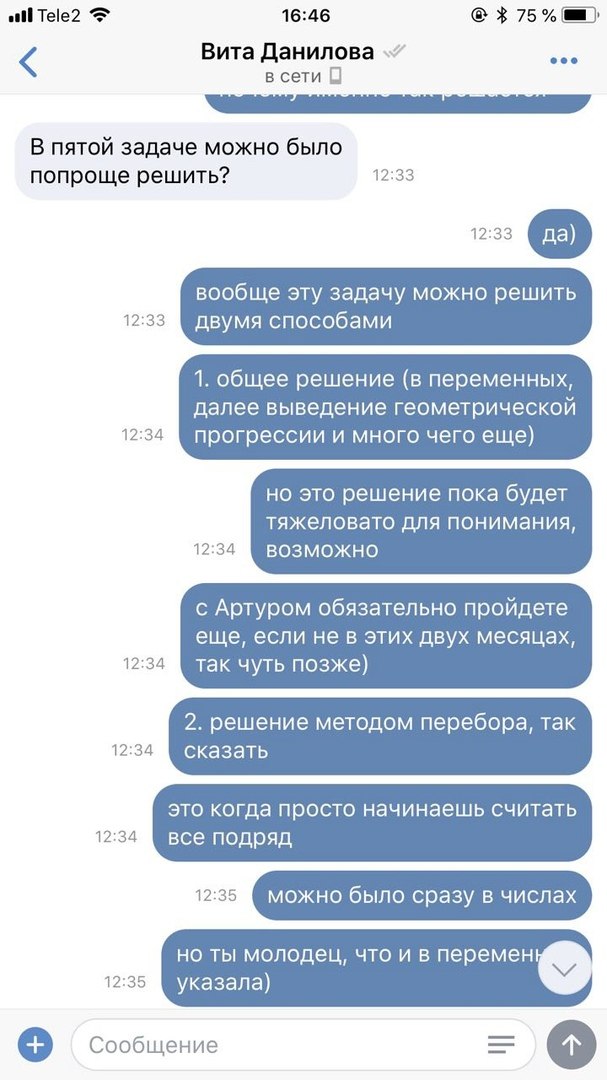 Tele2 16:46 75 %
Вита Данилова
в сети
В пятой задаче можно было
попроще решить?
12:33
12:33
да)
вообще эту задачу можно решить
двумя способами
12:33
1. общее решение (в переменных,
далее выведение геометрической
прогрессии и много чего еще)
12:34
но это решение пока будет
тяжеловато для понимания,
возможно
12:34
с Артуром обязательно пройдете
еще, если не в этих двух месяцах,
так чуть позже)
12:34
2. решение методом перебора, так
сказать
12:34
это когда просто начинаешь считать
все подряд
12:34
12:35
можно было сразу в числах
но ты молодец, что и в
указала)
12:35
Сообщение